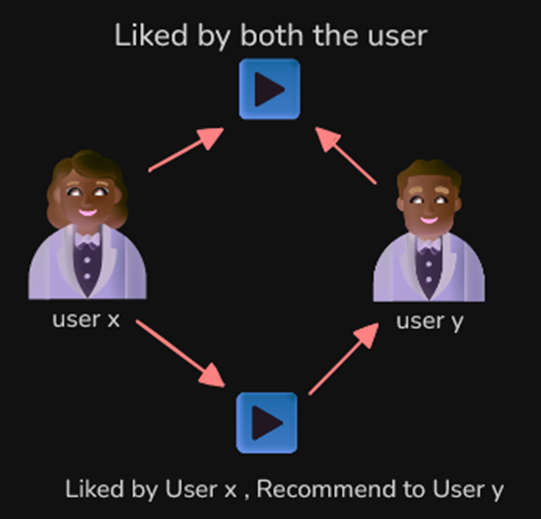 Liked by both the user
user x
user y
Liked by User x , Recommend to User y